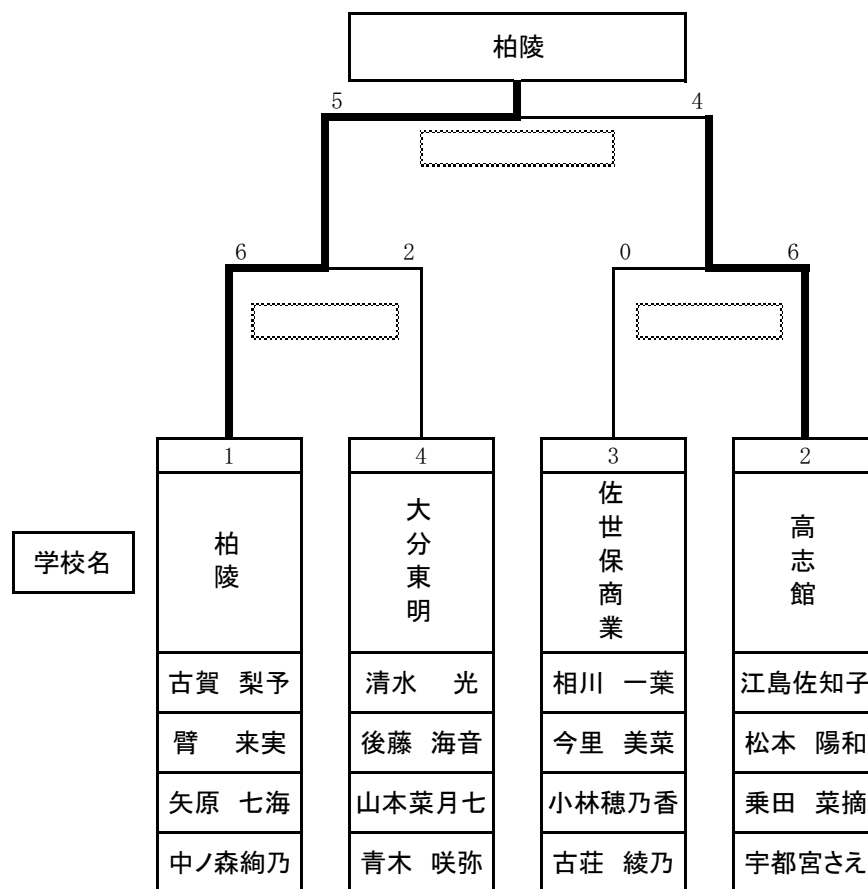 柏陵
5 4
6 2 0 6
1 4 3 2
学校名
柏陵
大分東明
佐世保商業
高志館
古賀 梨予 清水 光 相川 一葉 江島佐知子
臂 来実 後藤 海音 今里 美菜 松本 陽和
矢原 七海 山本菜月七 小林穂乃香 乗田 菜摘
中ノ森絢乃 青木 咲弥 古荘 綾乃 宇都宮さえ